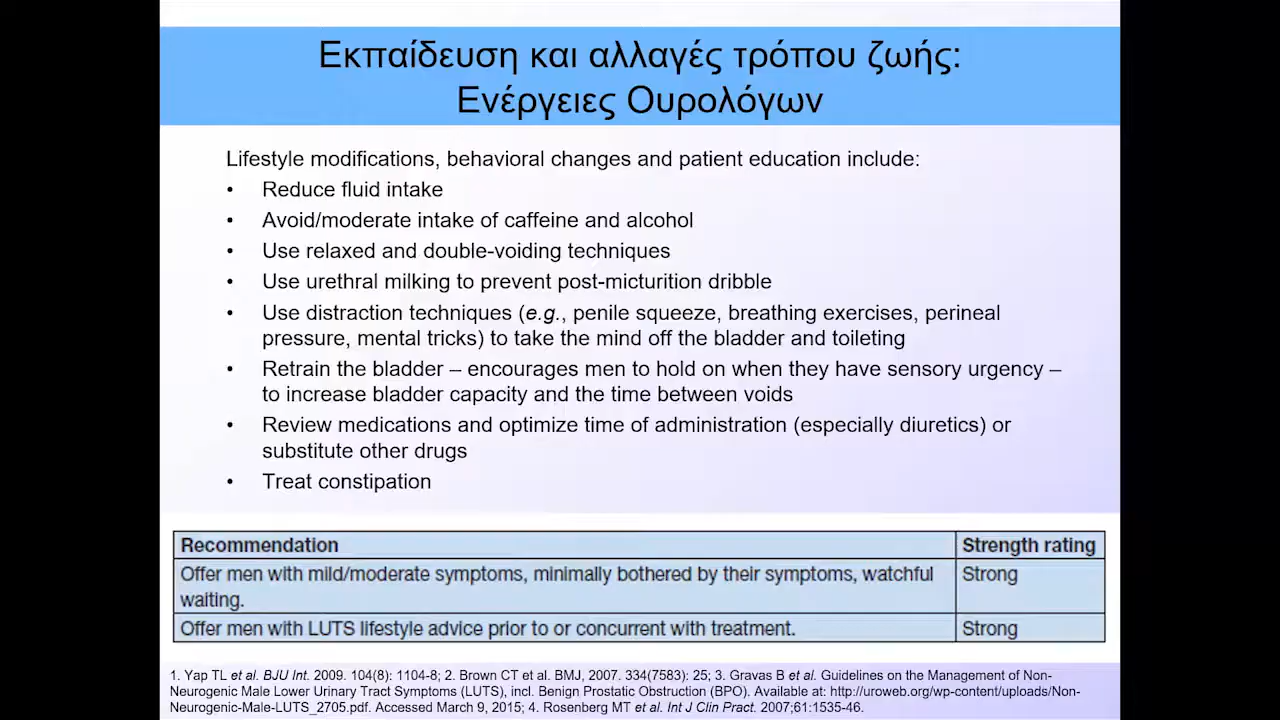 Εκπαίδευση και αλλαγές τρόπου ζωής:
Ενέργειες Ουρολόγων
Lifestyle modifications, behavioral changes and patient education include:
• Reduce fluid intake
• Avoid/moderate intake of caffeine and alcohol
• Use relaxed and double-voiding techniques
• Use urethral milking to prevent post-micturition dribble
• Use distraction techniques (e.g., penile squeeze, breathing exercises, perineal
pressure, mental tricks) to take the mind off the bladder and toileting
• Retrain the bladder – encourages men to hold on when they have sensory urgency –
to increase bladder capacity and the time between voids
• Review medications and optimize time of administration (especially diuretics) or
substitute other drugs
• Treat constipation
Recommendation Strength rating
Offer men with mild/moderate symptoms, minimally bothered by their symptoms, watchful Strong
waiting.
Offer men with LUTS lifestyle advice prior to or concurrent with treatment. Strong
1. Yap TL et al. BJU Int. 2009. 104(8): 1104-8; 2. Brown CT et al. BMJ, 2007. 334(7583): 25; 3. Gravas B et al. Guidelines on the Management of Non-
Neurogenic Male Lower Urinary Tract Symptoms (LUTS), incl. Benign Prostatic Obstruction (BPO). Available at: http://uroweb.org/wp-content/uploads/Non-
Neurogenic-Male-LUTS_2705.pdf. Accessed March 9, 2015; 4. Rosenberg MT et al. Int J Clin Pract. 2007;61:1535-46.